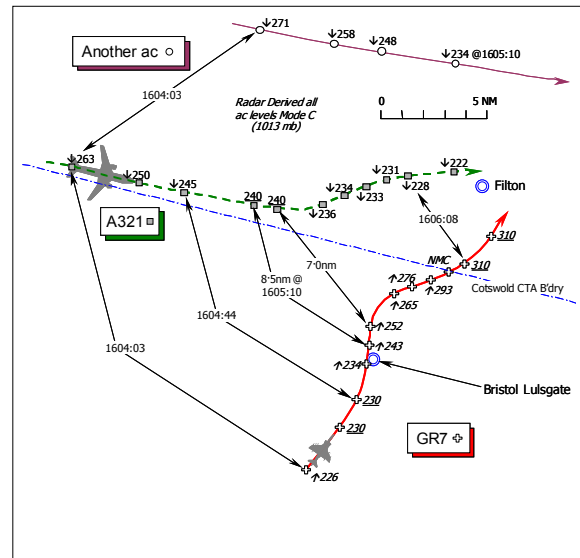 ↓271
↓258
↓248
↓234 @1605:10
Another ac
1604:03
Radar Derived all
ac levels Mode C
(1013 mb)
0 5 NM
↓263
↓250
↓245
240
240
↓236
↓234
↓233
↓231
↓228
↓222
Filton
A321
1606:08
7·0nm
8·5nm @
1605:10
NMC
310
310
Cotswold CTA B'dry
↑276
↑293
↑265
1604:44
↑252
↑243
↑234
1604:03
Bristol Lulsgate
230
230
GR7
↑226